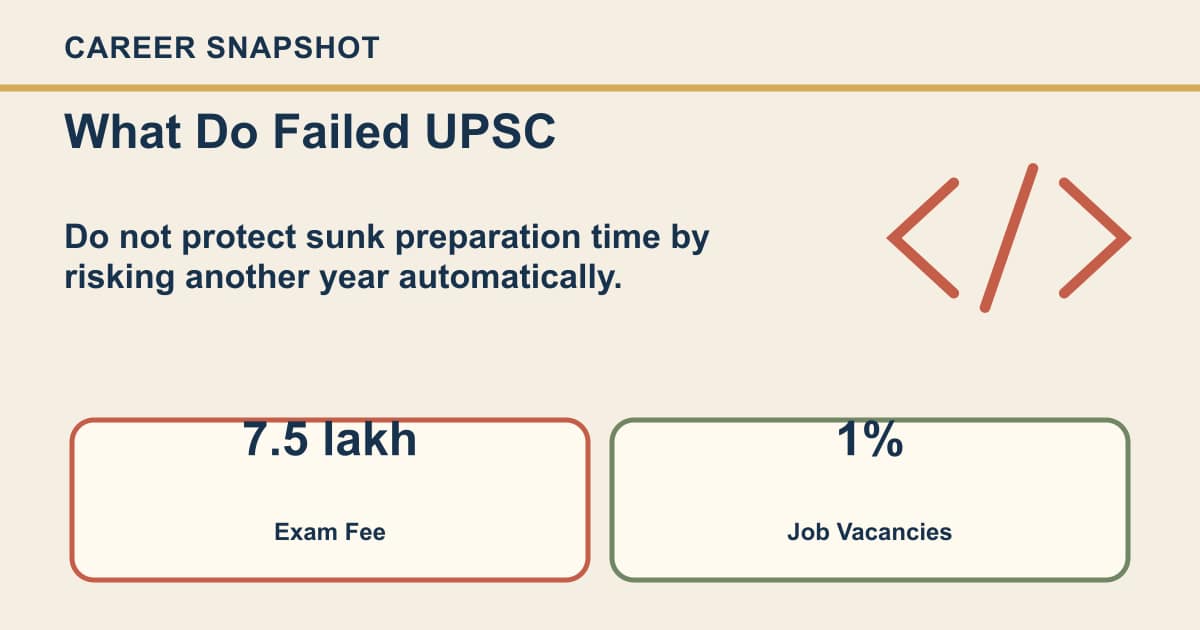 CAREER SNAPSHOT
What Do Failed UPSC
Do not protect sunk preparation time by
risking another year automatically.
7.5 lakh
Exam Fee
1%
Job Vacancies